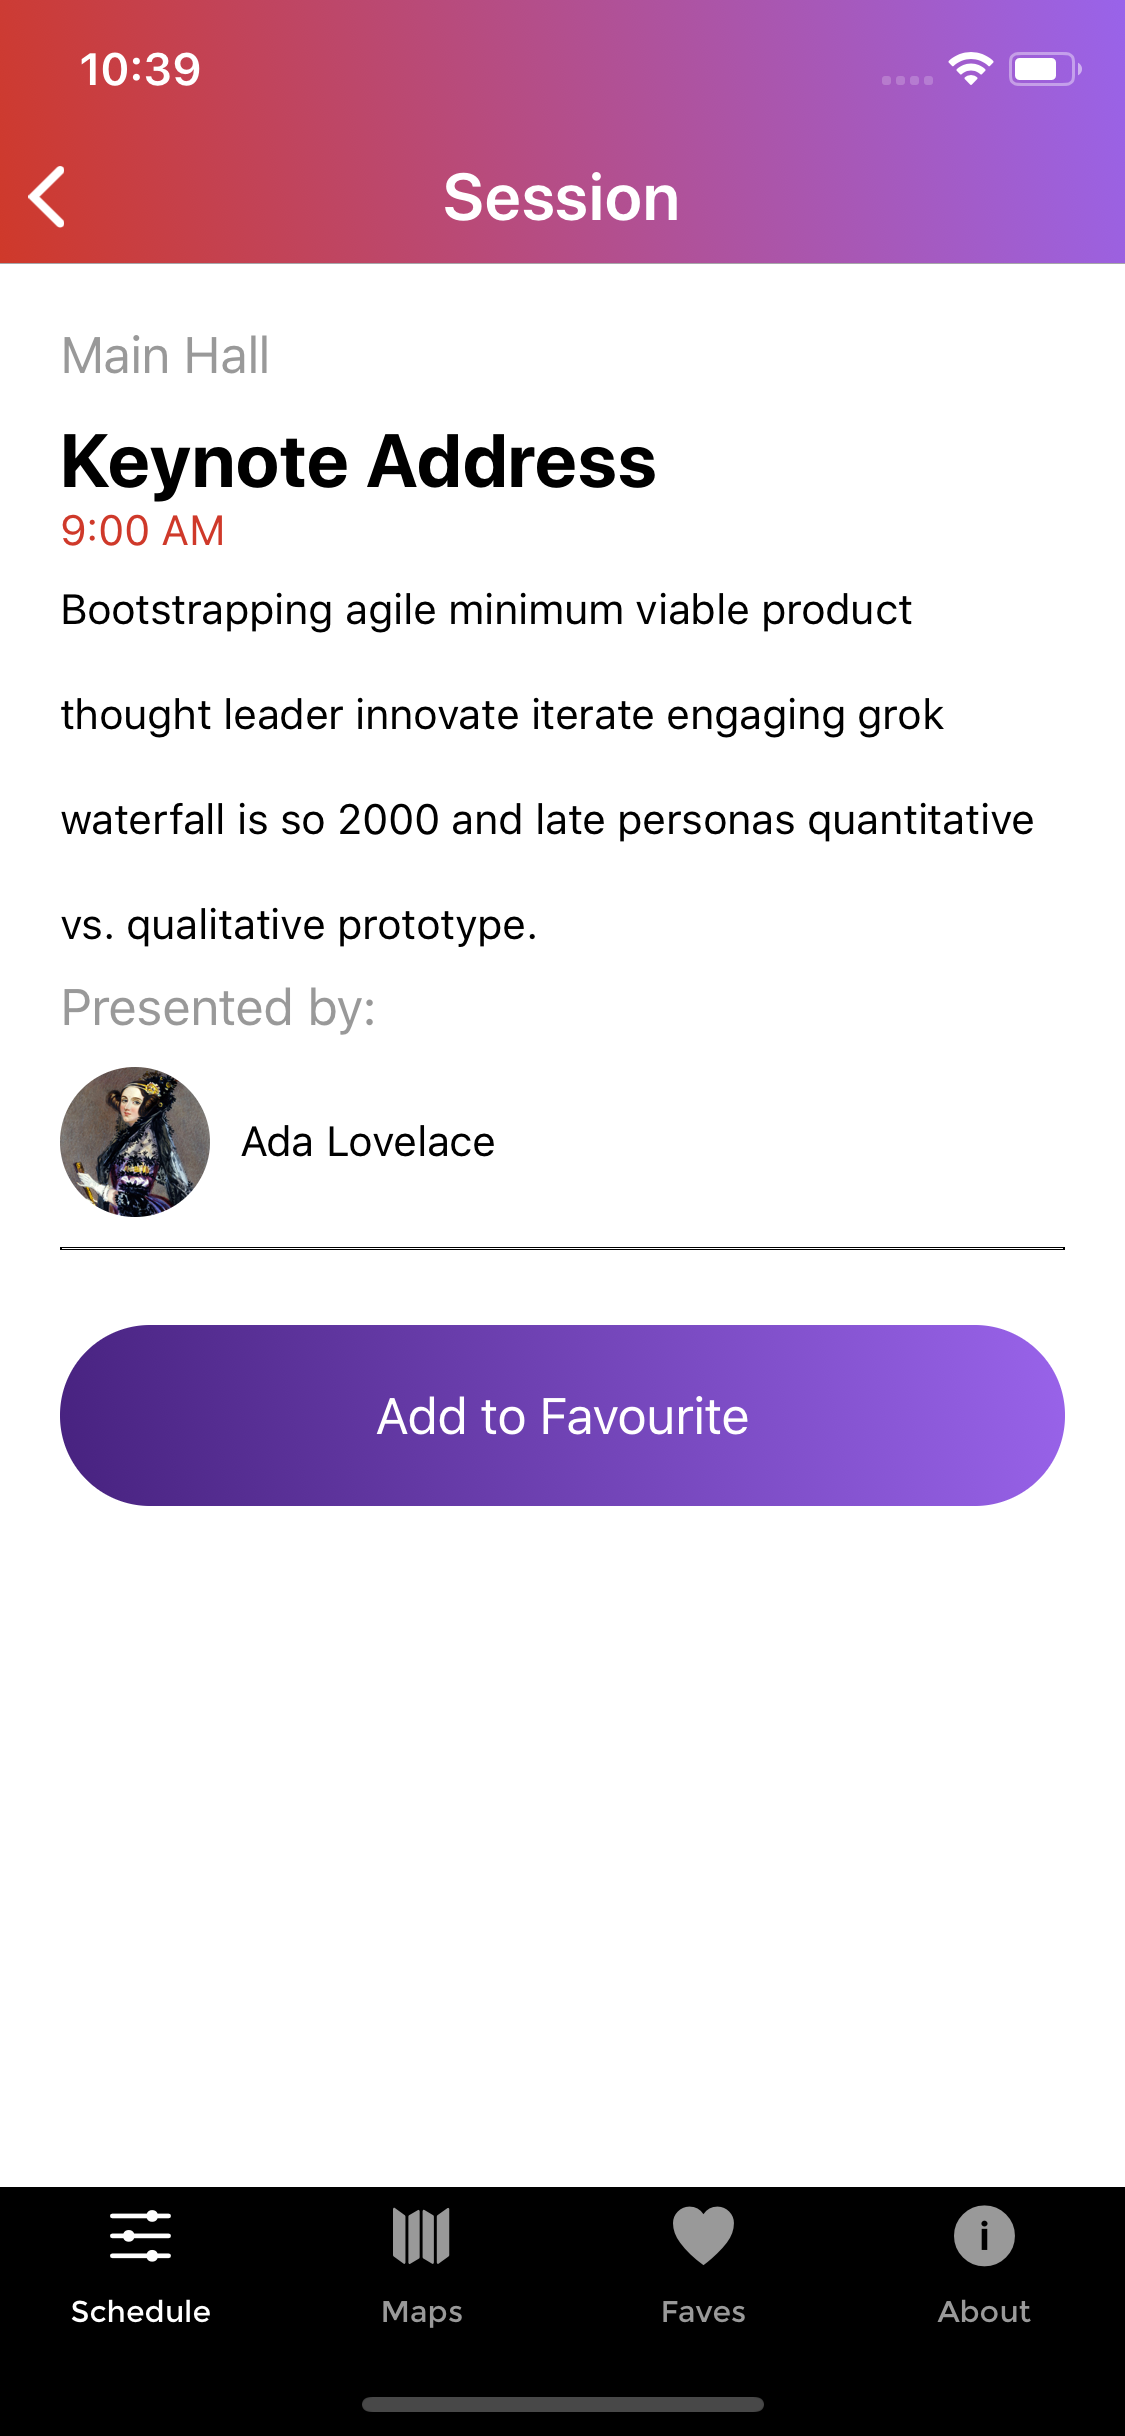 10:39
Session
Main Hall
Keynote Address
9:00 AM
Bootstrapping agile minimum viable product
thought leader innovate iterate engaging grok
waterfall is so 2000 and late personas quantitative
vs. qualitative prototype.
Presented by:
Ada Lovelace
Add to Favourite
Schedule
Maps
Faves
About